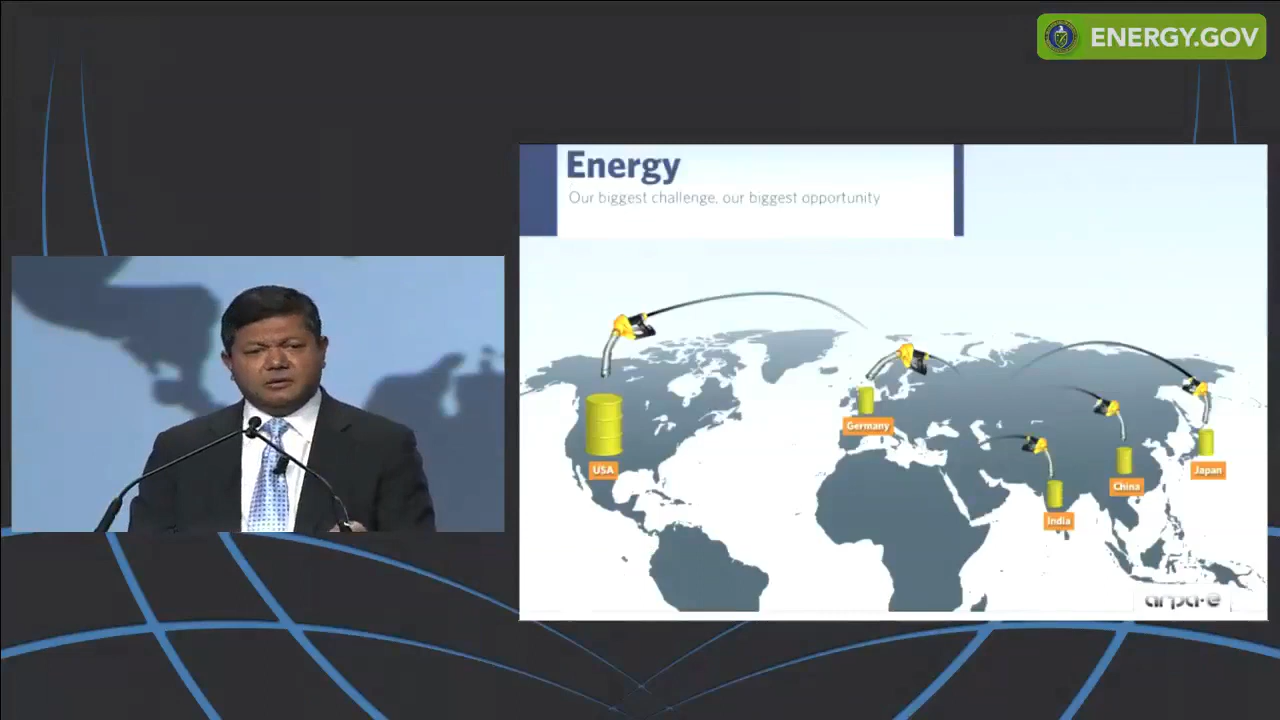 ENERGY.GOV
Energy
Our biggest challenge, our biggest opportunity
USA
Germany
India
China
Japan
arpa·e